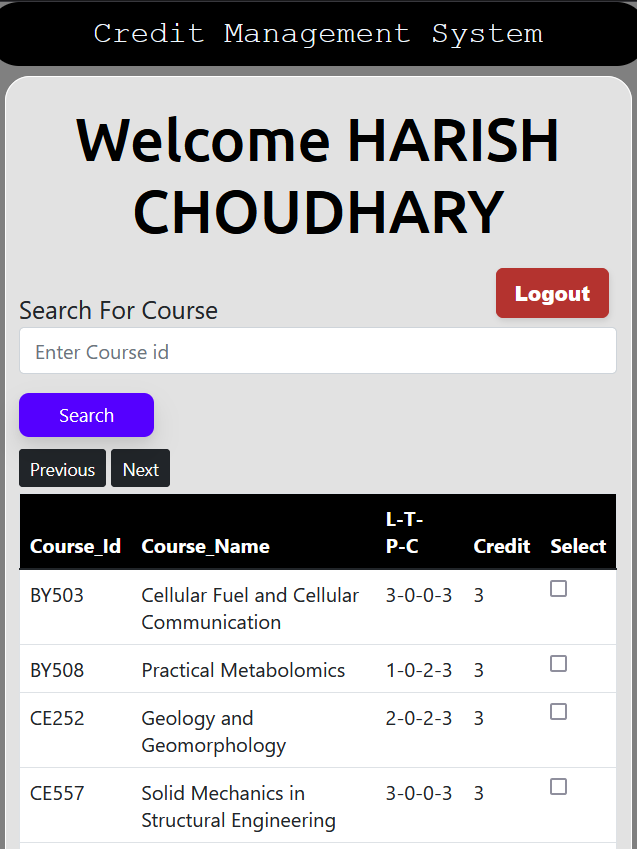 Credit Management System
Welcome HARISH
CHOUDHARY
Logout
Search For Course
Enter Course id
Search
Previous Next
Course_Id Course_Name L-T-P-C Credit Select
BY503 Cellular Fuel and Cellular 3-0-0-3 3
Communication
BY508 Practical Metabolomics 1-0-2-3 3
CE252 Geology and 2-0-2-3 3
Geomorphology
CE557 Solid Mechanics in 3-0-0-3 3
Structural Engineering